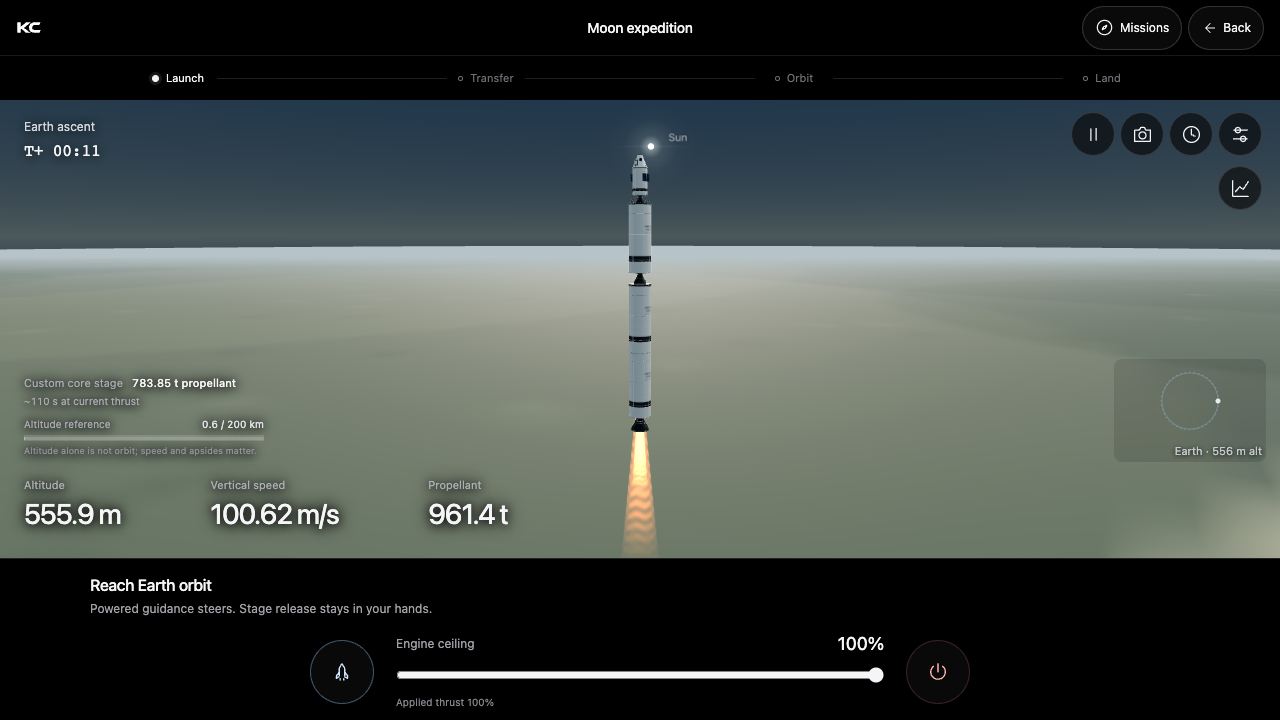 KC
Moon expedition
Missions
Back
Launch
Transfer
Orbit
Land
Earth ascent
T+ 00:11
Sun
Custom core stage 783.85 t propellant
~110 s at current thrust
Altitude reference 0.6 / 200 km
Altitude alone is not orbit; speed and apsides matter.
Earth · 556 m alt
Altitude
555.9 m
Vertical speed
100.62 m/s
Propellant
961.4 t
Reach Earth orbit
Powered guidance steers. Stage release stays in your hands.
Engine ceiling 100%
Applied thrust 100%